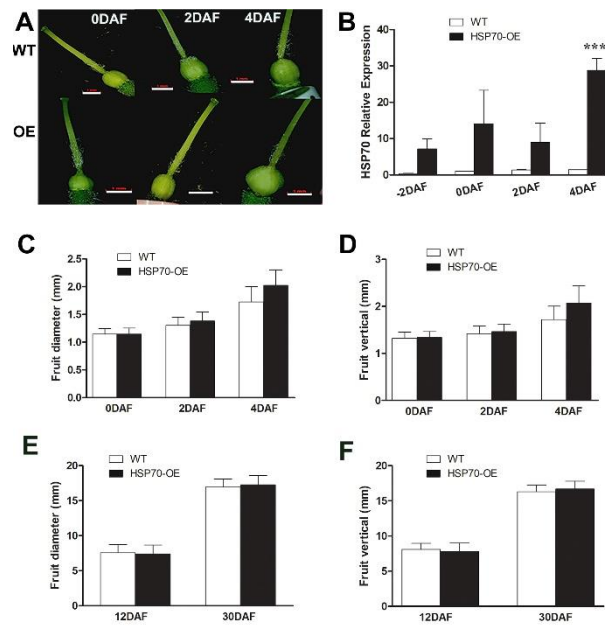 A
0DAF 2DAF 4DAF
WT
OE
B
WT
HSP70-OE
HSP70 Relative Expression
40
30
20
10
0
***
-2DAF 0DAF 2DAF 4DAF
C
WT
HSP70-OE
Fruit diameter (mm)
2.5
2.0
1.5
1.0
0.5
0.0
0DAF 2DAF 4DAF
D
WT
HSP70-OE
Fruit vertical (mm)
3
2
1
0
0DAF 2DAF 4DAF
E
WT
HSP70-OE
Fruit diameter (mm)
20
15
10
5
0
12DAF 30DAF
F
WT
HSP70-OE
Fruit vertical (mm)
20
15
10
5
0
12DAF 30DAF